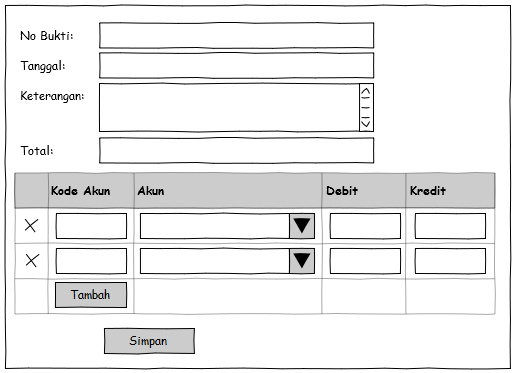 No Bukti:
Tanggal:
Keterangan:
Total:
Kode Akun Akun Debit Kredit
Tambah
Simpan